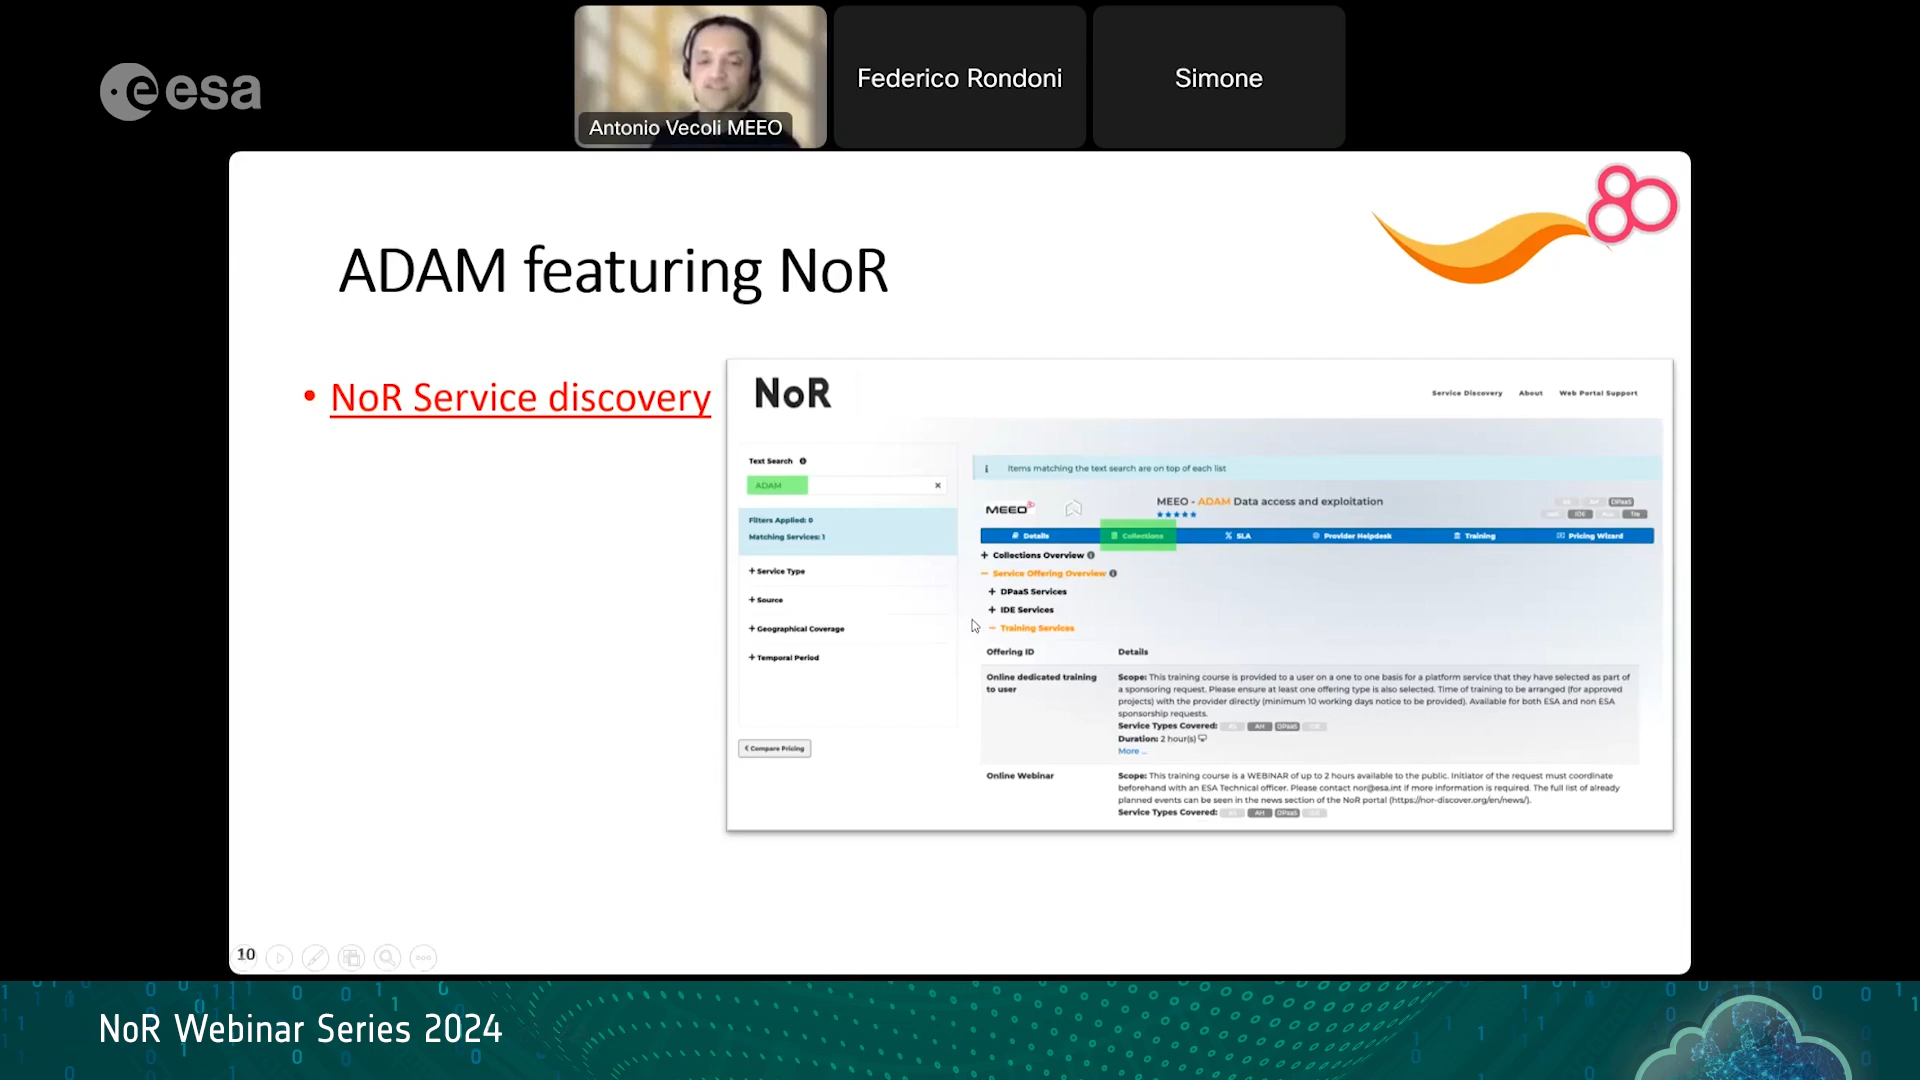 esa
Antonio Vecoli MEEO
Federico Rondoni
Simone
ADAM featuring NoR
• NoR Service discovery
NoR
Service Discovery About Web Portal Support
Text Search
ADAM
Filters Applied: 0
Matching Services: 1
+ Service Type
+ Source
+ Geographical Coverage
+ Temporal Period
< Compare Pricing
Items matching the text search are on top of each list
MEEO
MEEO - ADAM Data access and exploitation
DPaaS
IDE
Tra
Details Collections SLA Provider Helpdesk Training Pricing Wizard
+ Collections Overview
− Service Offering Overview
+ DPaaS Services
+ IDE Services
− Training Services
Offering ID Details
Online dedicated training
to user
Scope: This training course is provided to a user on a one to one basis for a platform service that they have selected as part of
a sponsoring request. Please ensure at least one offering type is also selected. Time of training to be arranged (for approved
projects) with the provider directly (minimum 10 working days notice to be provided). Available for both ESA and non ESA
sponsorship requests.
Service Types Covered: AH DPaaS
Duration: 2 hour(s)
More ...
Online Webinar
Scope: This training course is a WEBINAR of up to 2 hours available to the public. Initiator of the request must coordinate
beforehand with an ESA Technical officer. Please contact nor@esa.int if more information is required. The full list of already
planned events can be seen in the news section of the NoR portal (https://nor-discover.org/en/news/).
Service Types Covered: AH DPaaS
10
NoR Webinar Series 2024